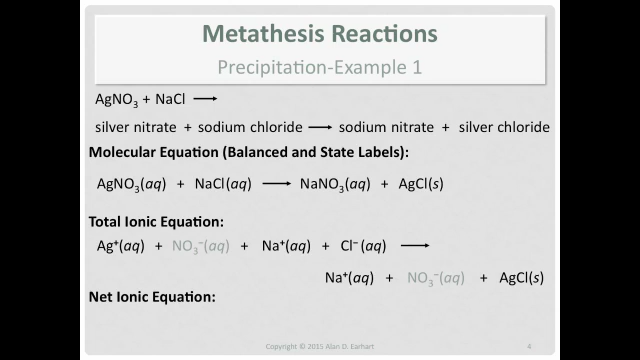 Metathesis Reactions
Precipitation-Example 1
AgNO₃ + NaCl ⟶
silver nitrate + sodium chloride ⟶ sodium nitrate + silver chloride
Molecular Equation (Balanced and State Labels):
AgNO₃(aq) + NaCl(aq) ⟶ NaNO₃(aq) + AgCl(s)
Total Ionic Equation:
Ag⁺(aq) + NO₃⁻(aq) + Na⁺(aq) + Cl⁻(aq) ⟶
Na⁺(aq) + NO₃⁻(aq) + AgCl(s)
Net Ionic Equation:
Copyright © 2015 Alan D. Earhart 4